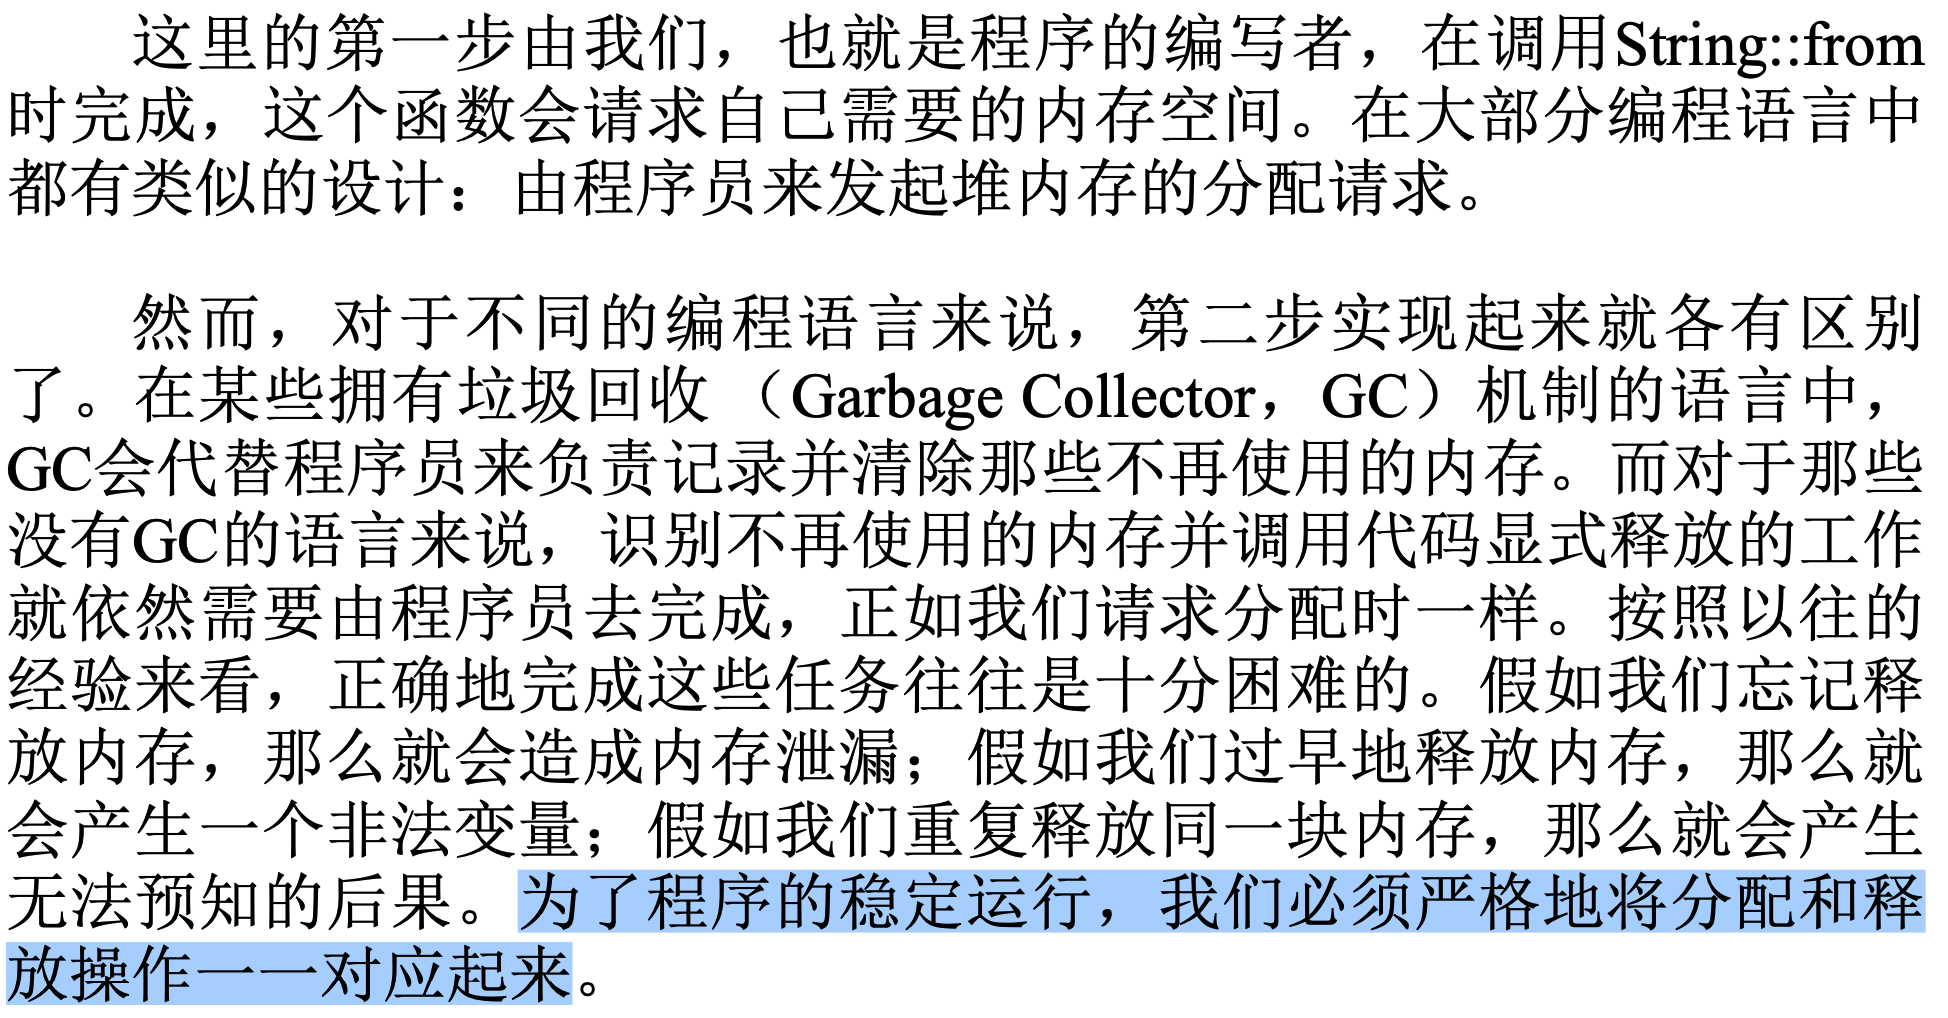 这里的第一步由我们，也就是程序的编写者，在调用String::from
时完成，这个函数会请求自己需要的内存空间。在大部分编程语言中
都有类似的设计：由程序员来发起堆内存的分配请求。
然而，对于不同的编程语言来说，第二步实现起来就各有区别
了。在某些拥有垃圾回收 （Garbage Collector，GC）机制的语言中，
GC会代替程序员来负责记录并清除那些不再使用的内存。而对于那些
没有GC的语言来说，识别不再使用的内存并调用代码显式释放的工作
就依然需要由程序员去完成，正如我们请求分配时一样。按照以往的
经验来看，正确地完成这些任务往往是十分困难的。假如我们忘记释
放内存，那么就会造成内存泄漏；假如我们过早地释放内存，那么就
会产生一个非法变量；假如我们重复释放同一块内存，那么就会产生
无法预知的后果。为了程序的稳定运行，我们必须严格地将分配和释
放操作一一对应起来。